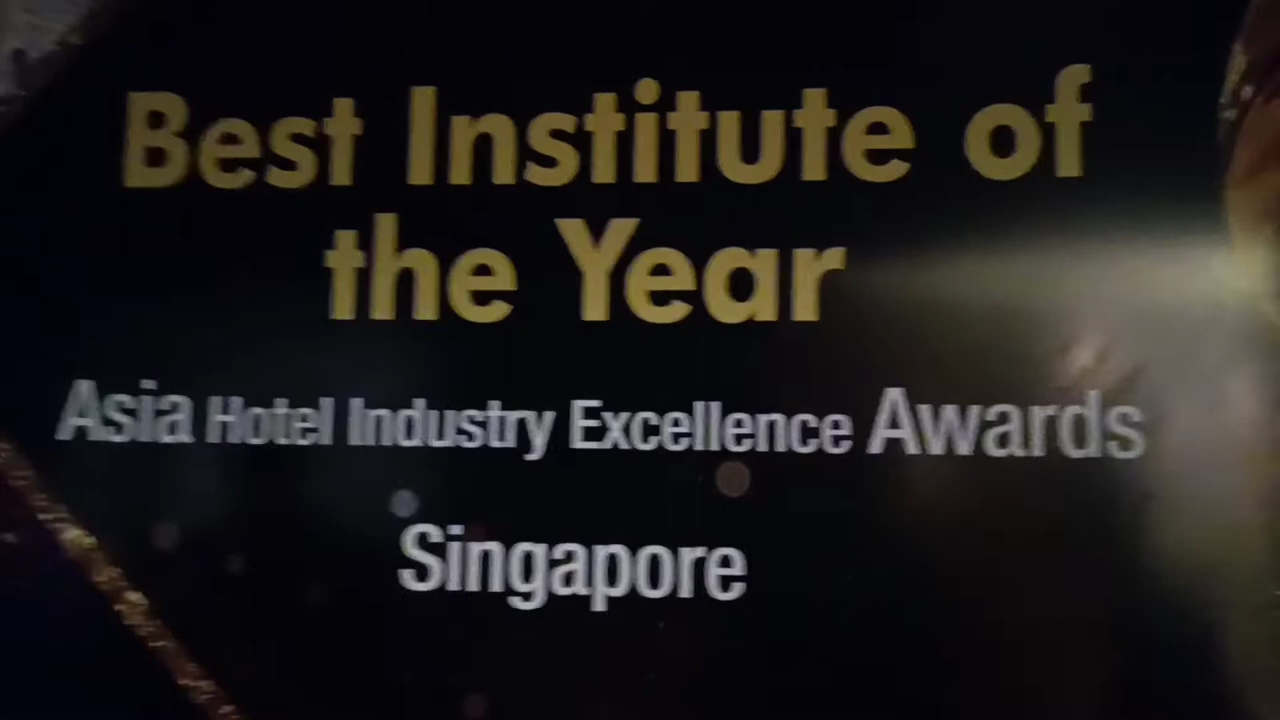 Best Institute of
the Year
Asia Hotel Industry Excellence Awards
Singapore